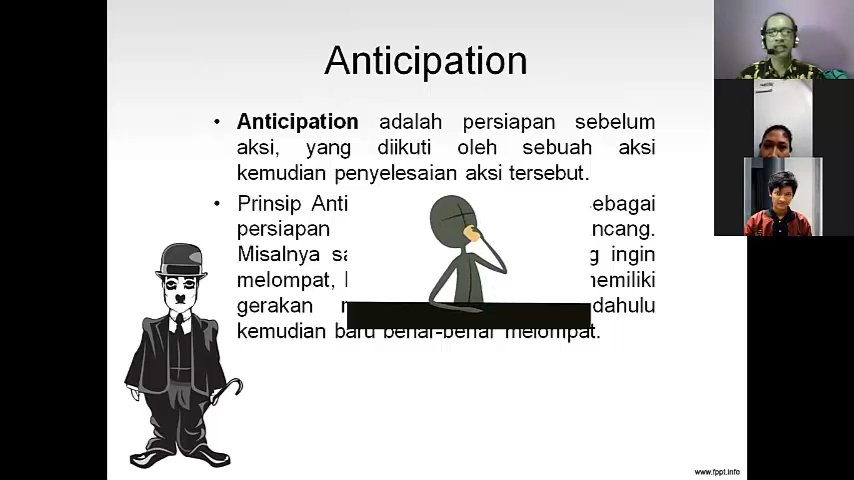 Anticipation
• Anticipation adalah persiapan sebelum
aksi, yang diikuti oleh sebuah aksi
kemudian penyelesaian aksi tersebut.
• Prinsip Anti sebagai
persiapan ncang.
Misalnya sa g ingin
melompat, memiliki
gerakan dahulu
kemudian baru benar-benar melompat.
www.fppt.info